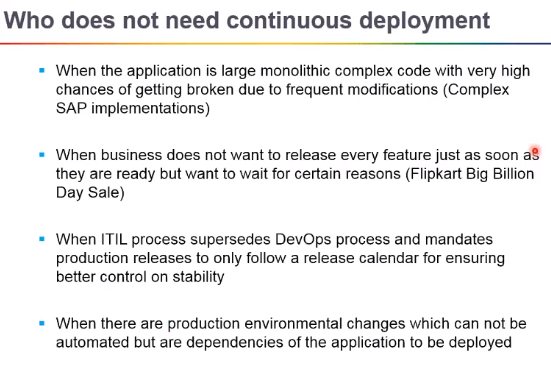 Who does not need continuous deployment
When the application is large monolithic complex code with very high
chances of getting broken due to frequent modifications (Complex
SAP implementations)
When business does not want to release every feature just as soon as
they are ready but want to wait for certain reasons (Flipkart Big Billion
Day Sale)
When ITIL process supersedes DevOps process and mandates
production releases to only follow a release calendar for ensuring
better control on stability
When there are production environmental changes which can not be
automated but are dependencies of the application to be deployed